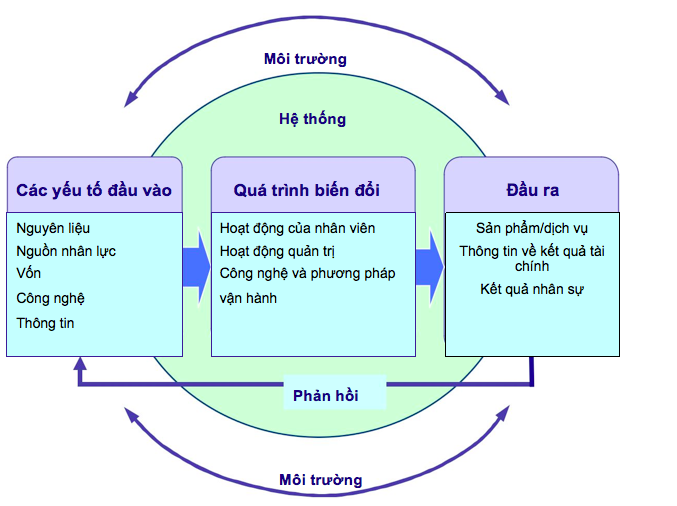 Môi trường
Hệ thống
Các yếu tố đầu vào
Nguyên liệu
Nguồn nhân lực
Vốn
Công nghệ
Thông tin
Quá trình biến đổi
Hoạt động của nhân viên
Hoạt động quản trị
Công nghệ và phương pháp
vận hành
Đầu ra
Sản phẩm/dịch vụ
Thông tin về kết quả tài
chính
Kết quả nhân sự
Phản hồi
Môi trường